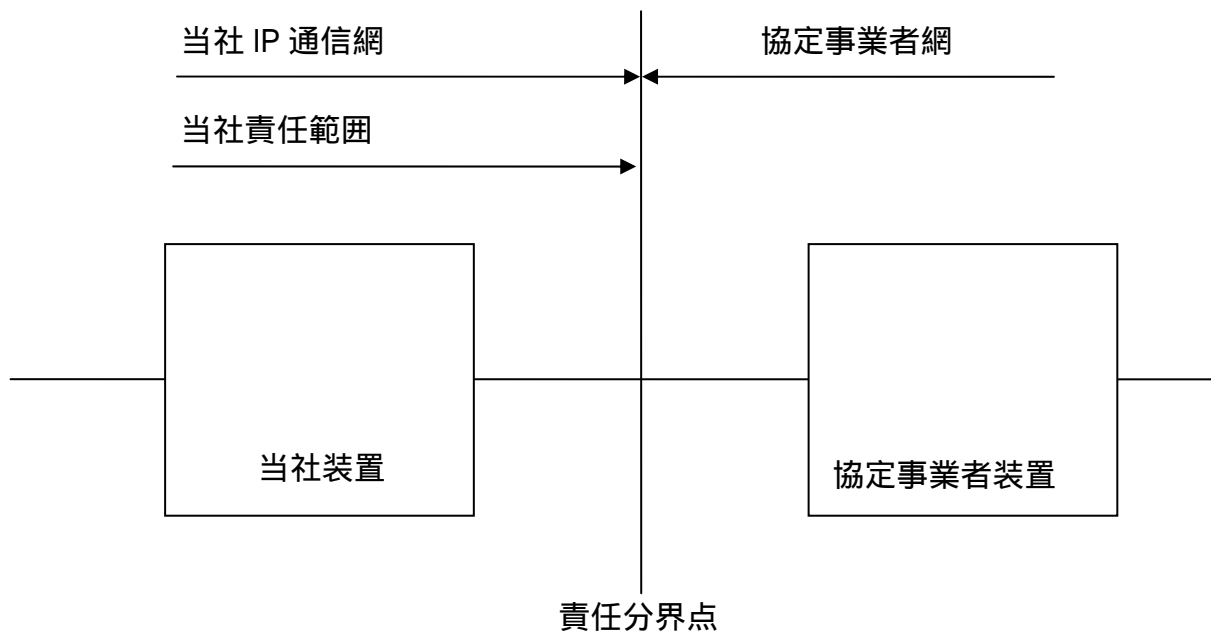 当社 IP 通信網
協定事業者網
当社責任範囲
当社装置
協定事業者装置
責任分界点